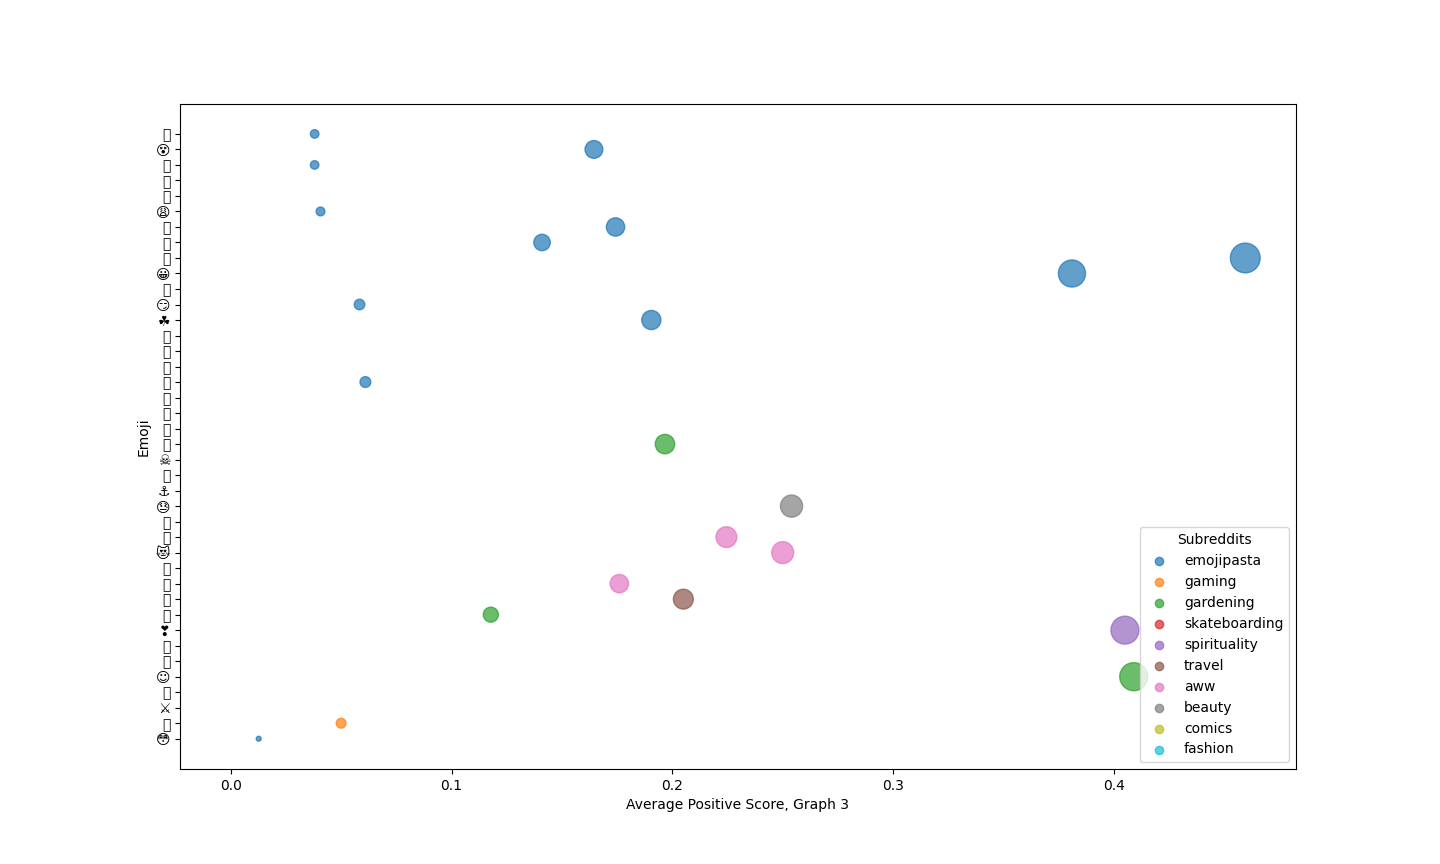 😵
😩
😀
😏
☘
☠
⚓
😓
😈
❣
☺
⚔
😳
Emoji
0.0
0.1
0.2
0.3
0.4
Average Positive Score, Graph 3
Subreddits
emojipasta
gaming
gardening
skateboarding
spirituality
travel
aww
beauty
comics
fashion